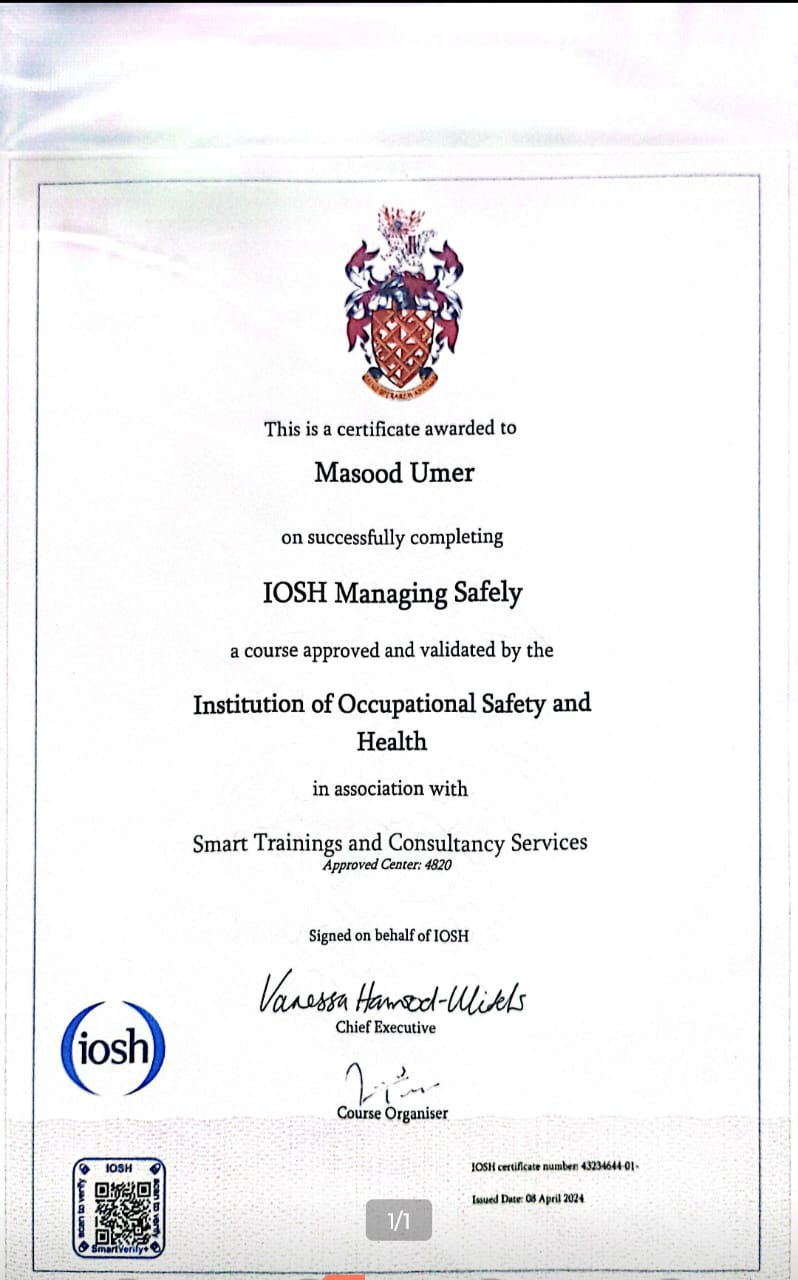 This is a certificate awarded to
Masood Umer
on successfully completing
IOSH Managing Safely
a course approved and validated by the
Institution of Occupational Safety and
Health
in association with
Smart Trainings and Consultancy Services
Approved Center: 4820
Signed on behalf of IOSH
Vanessa
Chief Executive
iosh
Course Organiser
IOSH
scan to verify
scan to verify
SmartVerify+
IOSH certificate number: 43234644-01-
Issued Date: 08 April 2024
1/1